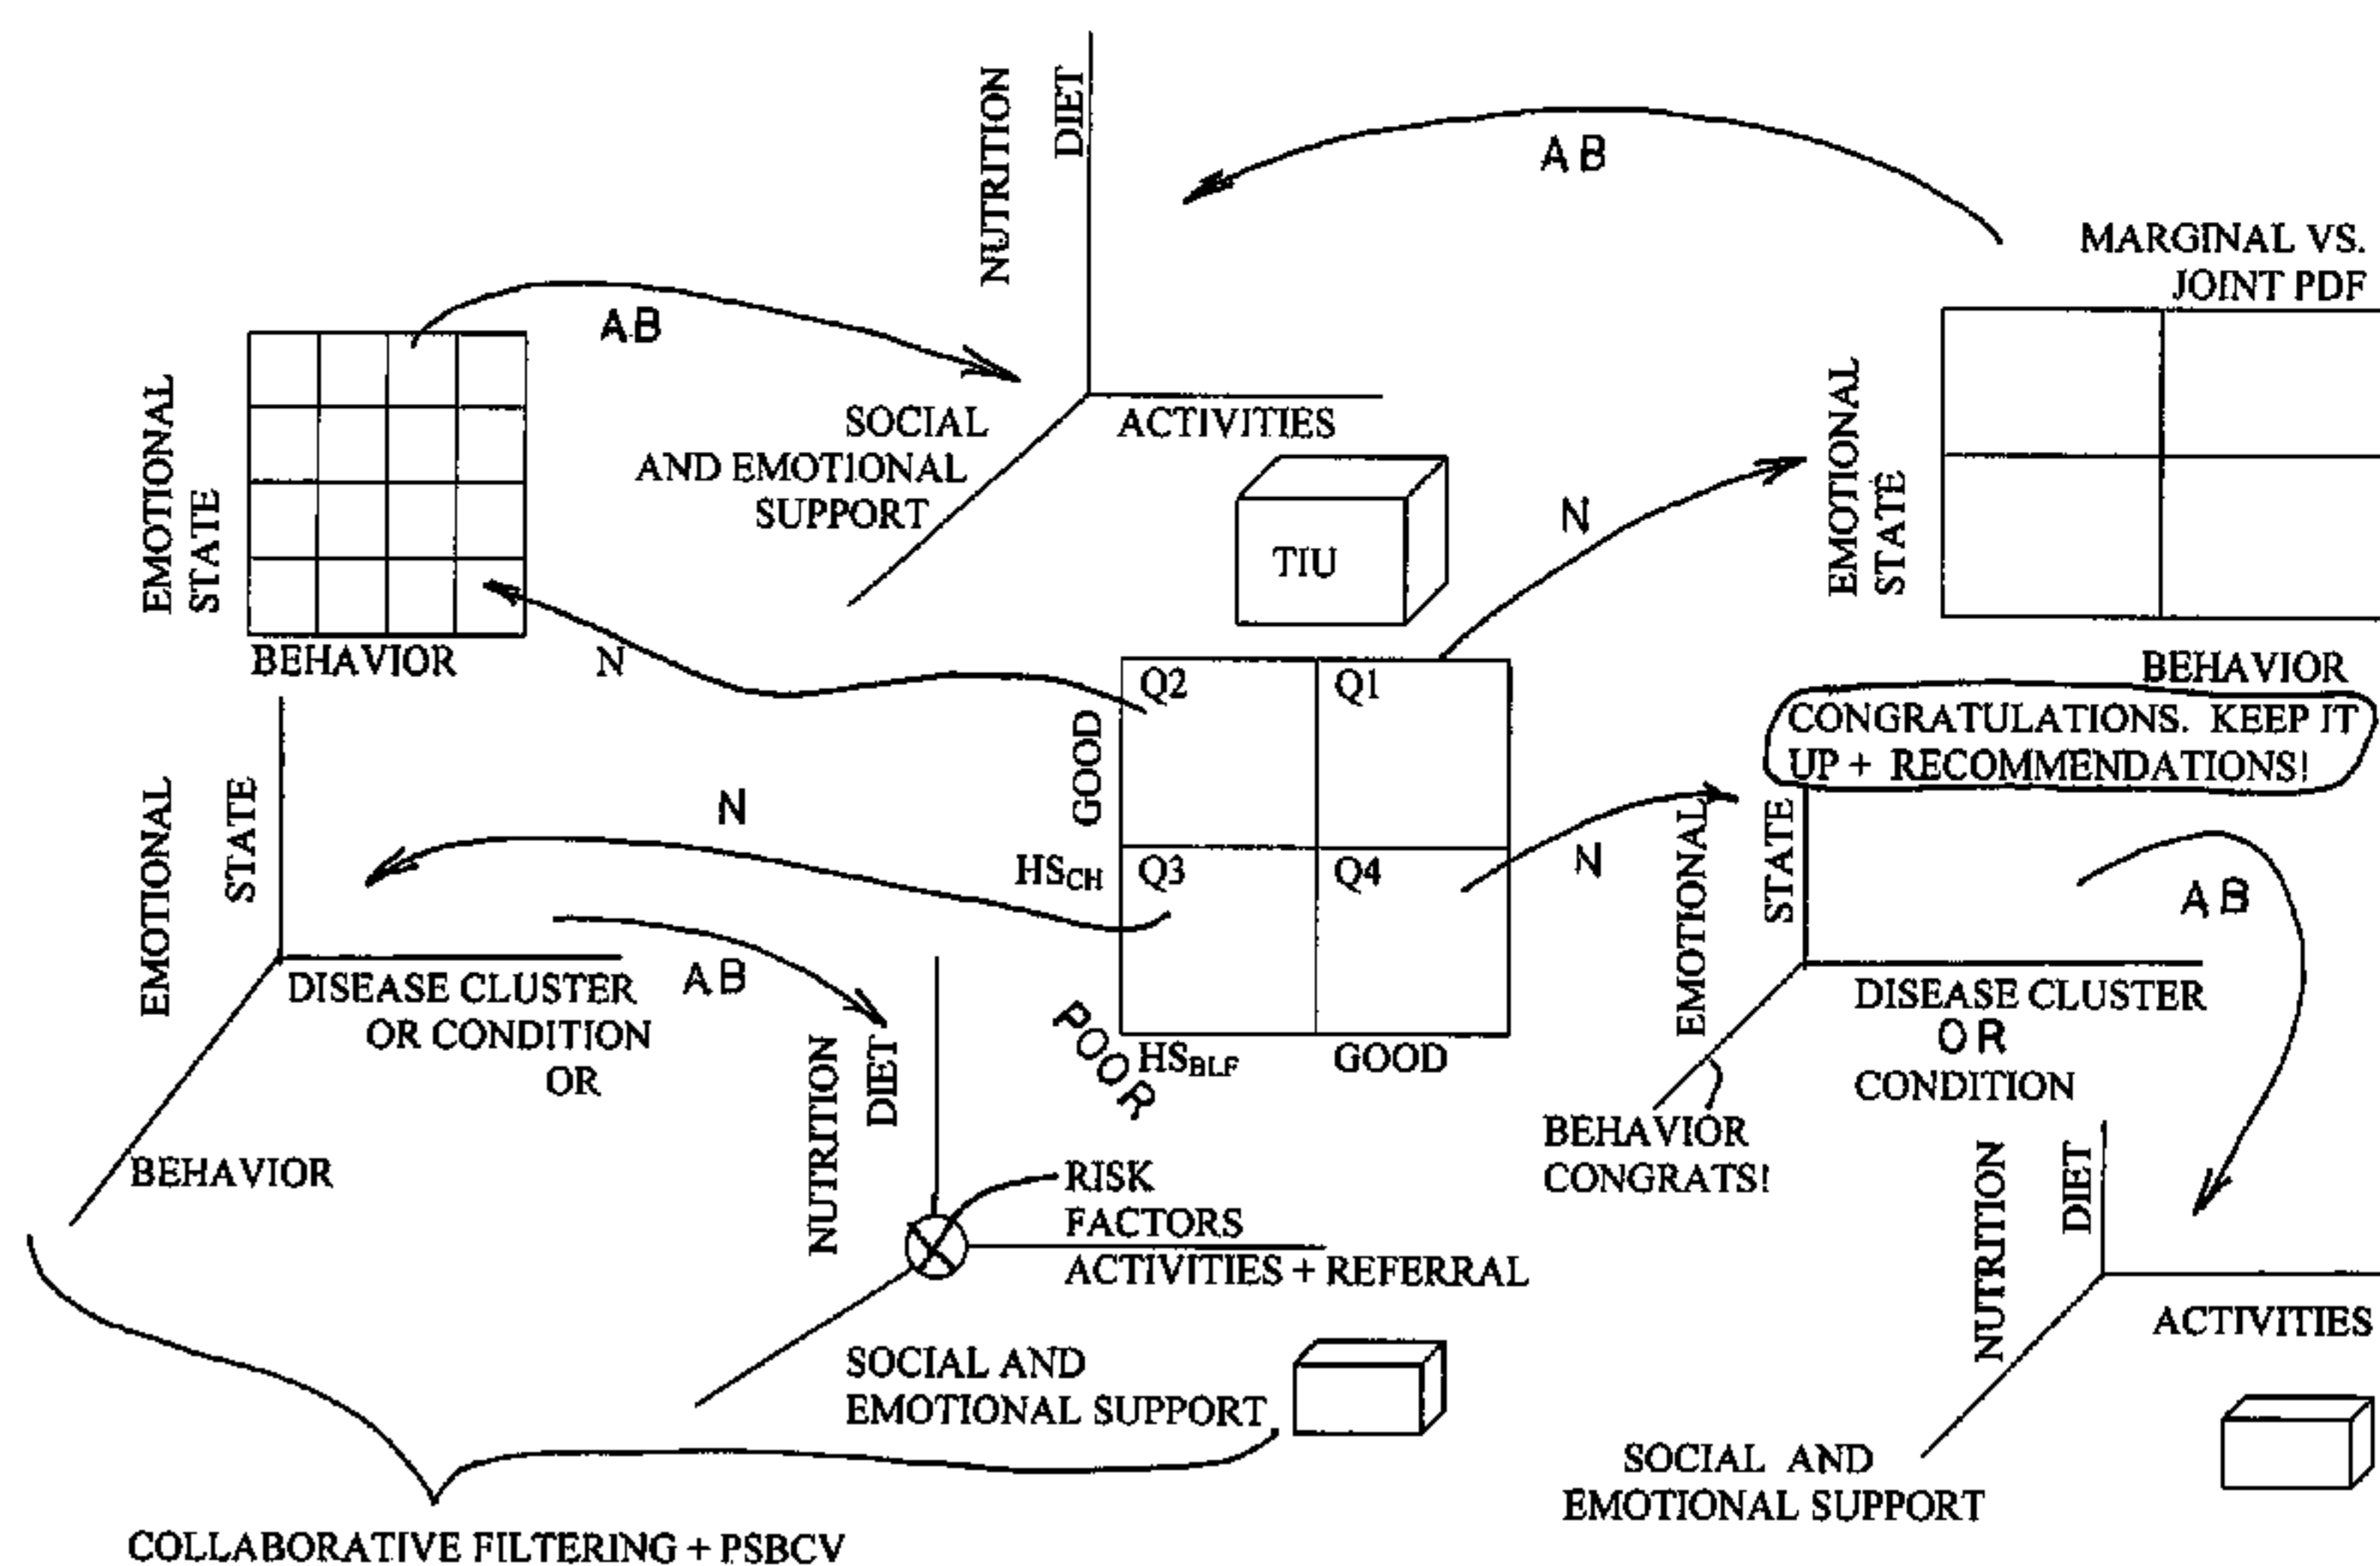 NUTRITION
DIET
AB
MARGINAL VS.
JOINT PDF
AB
EMOTIONAL
STATE
BEHAVIOR
SOCIAL
AND EMOTIONAL
SUPPORT
ACTIVITIES
TIU
N
EMOTIONAL
STATE
BEHAVIOR
N
Q2
Q1
Q3
Q4
GOOD
HSCH
POOR
HSBLF
GOOD
CONGRATULATIONS. KEEP IT
UP + RECOMMENDATIONS!
N
EMOTIONAL
STATE
DISEASE CLUSTER
OR CONDITION
OR
BEHAVIOR
AB
N
EMOTIONAL
STATE
AB
DISEASE CLUSTER
OR
CONDITION
BEHAVIOR
CONGRATS!
NUTRITION
DIET
RISK
FACTORS
ACTIVITIES + REFERRAL
SOCIAL AND
EMOTIONAL SUPPORT
NUTRITION
DIET
ACTIVITIES
SOCIAL AND
EMOTIONAL SUPPORT
COLLABORATIVE FILTERING + PSBCV